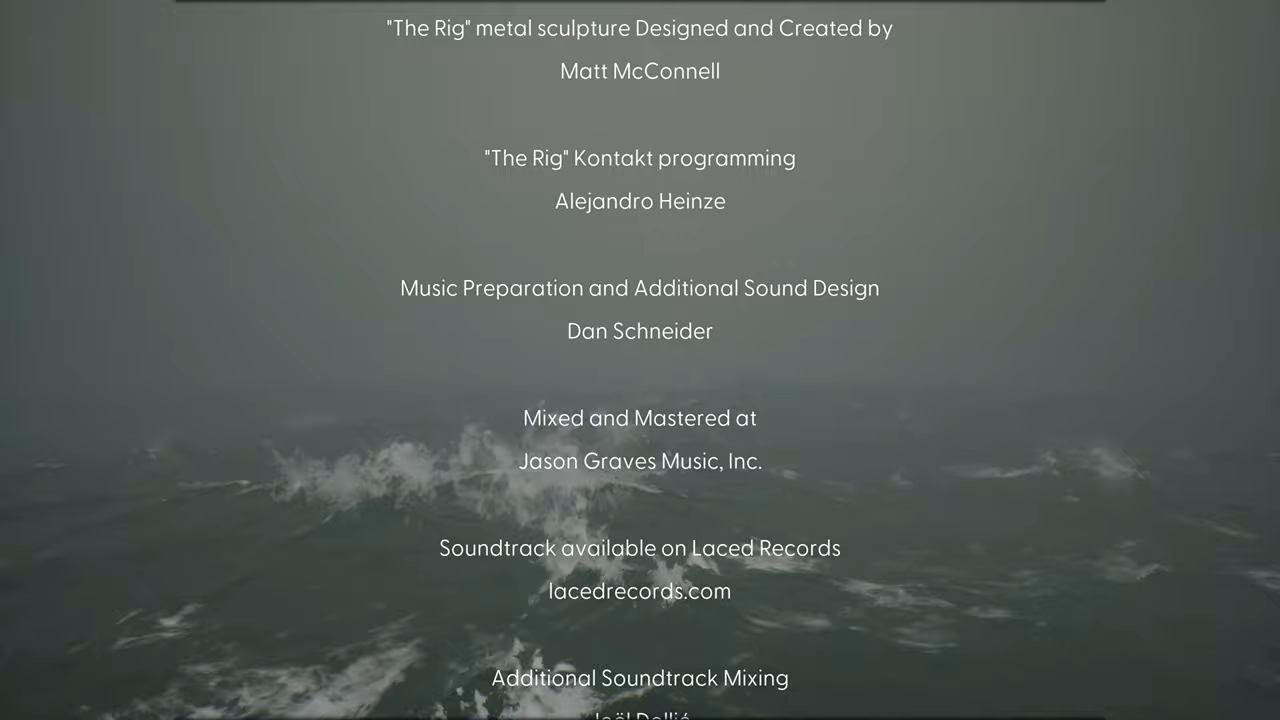 "The Rig" metal sculpture Designed and Created by
Matt McConnell
"The Rig" Kontakt programming
Alejandro Heinze
Music Preparation and Additional Sound Design
Dan Schneider
Mixed and Mastered at
Jason Graves Music, Inc.
Soundtrack available on Laced Records
lacedrecords.com
Additional Soundtrack Mixing